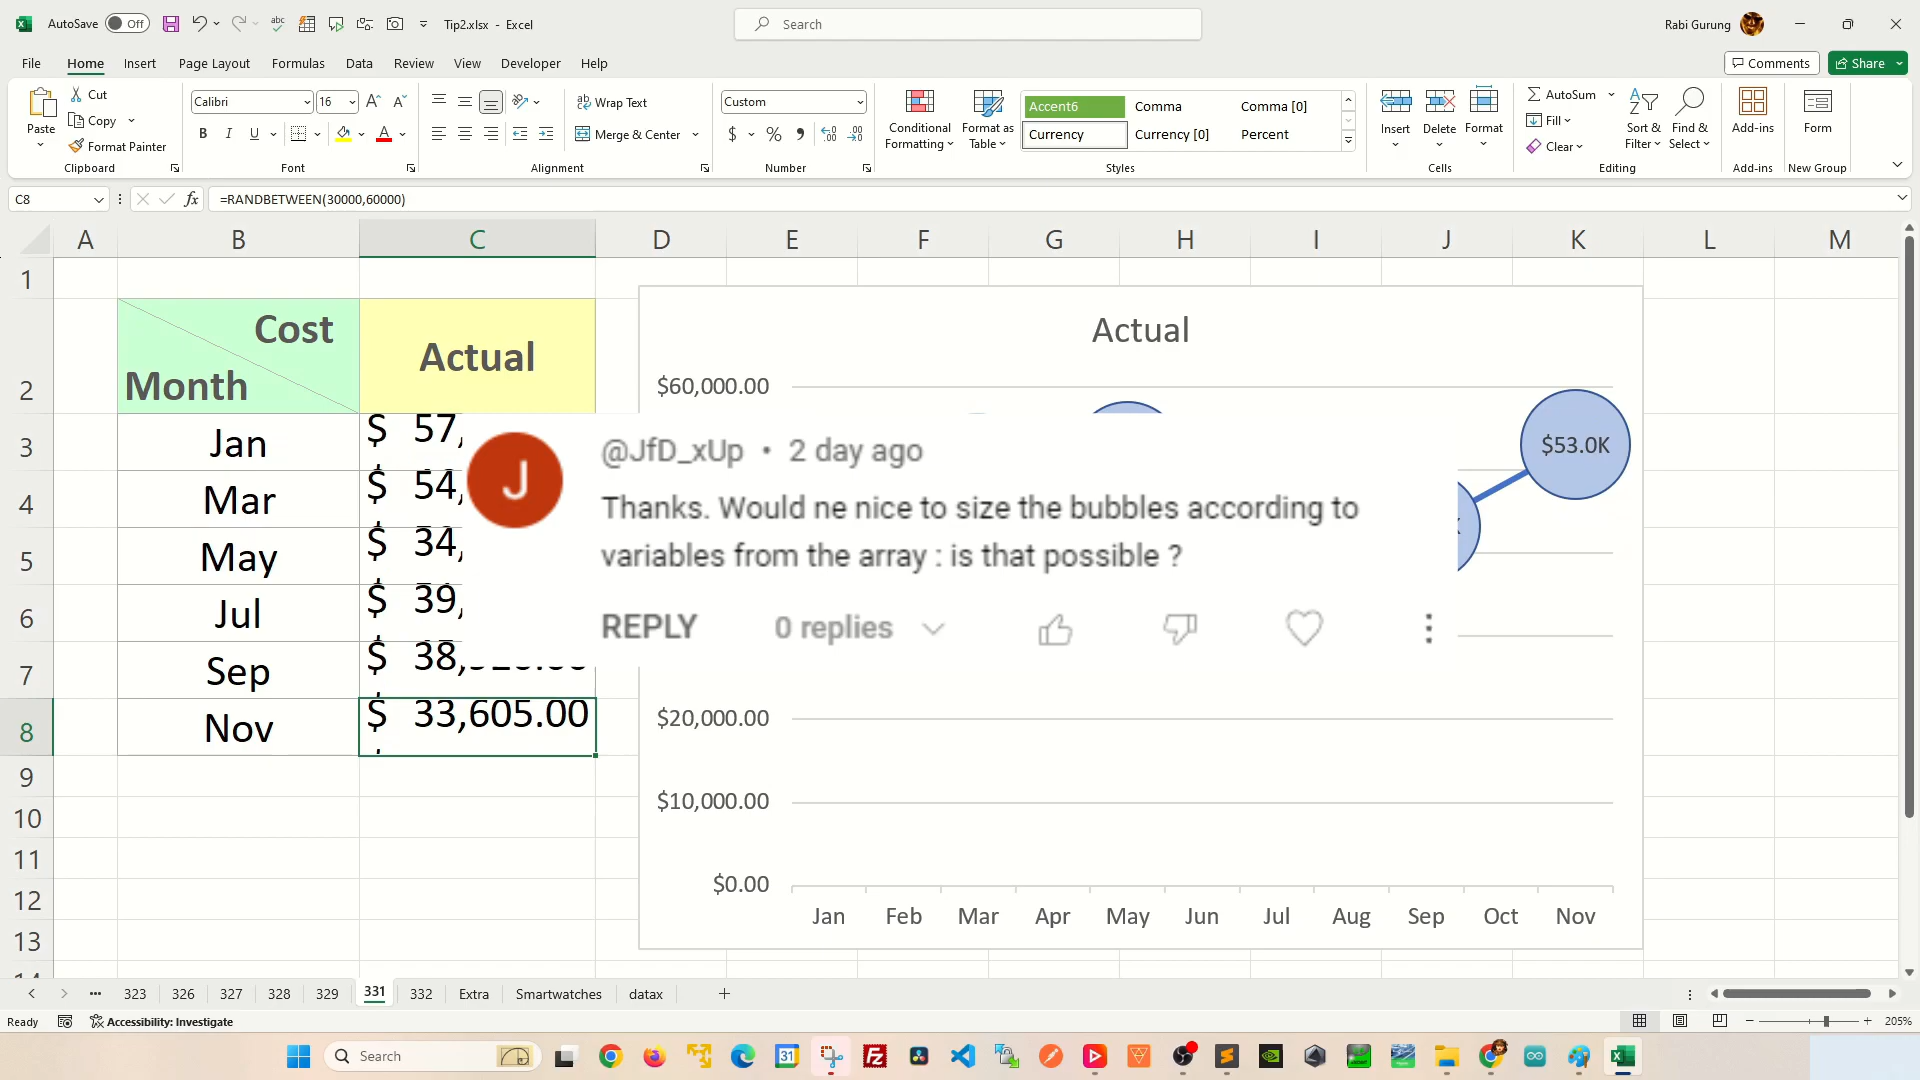 AutoSave Off Tip2.xlsx - Excel Search Rabi Gurung
File Home Insert Page Layout Formulas Data Review View Developer Help Comments Share
Cut
Copy
Paste
Format Painter
Clipboard
Calibri 16
B I U
Font
Wrap Text
Merge & Center
Alignment
Custom
$ % ,
Number
Conditional
Formatting
Format as
Table
Accent6 Comma Comma [0]
Currency Currency [0] Percent
Styles
Insert Delete Format
Cells
AutoSum
Fill
Clear
Sort &
Filter
Find &
Select
Editing
Add-ins
Add-ins
Form
New Group
C8 fx =RANDBETWEEN(30000,60000)
A B C D E F G H I J K L M
1
2 Cost
Month
Actual
3 Jan $ 57,
4 Mar $ 54,
5 May $ 34,
6 Jul $ 39,
7 Sep $ 38,
8 Nov $ 33,605.00
9
10
11
12
13
Actual
$60,000.00
$20,000.00
$10,000.00
$0.00
$53.0K
Jan Feb Mar Apr May Jun Jul Aug Sep Oct Nov
J
@JfD_xUp • 2 day ago
Thanks. Would ne nice to size the bubbles according to
variables from the array : is that possible ?
REPLY 0 replies
323 326 327 328 329 331 332 Extra Smartwatches datax
Ready Accessibility: Investigate 205%
Search